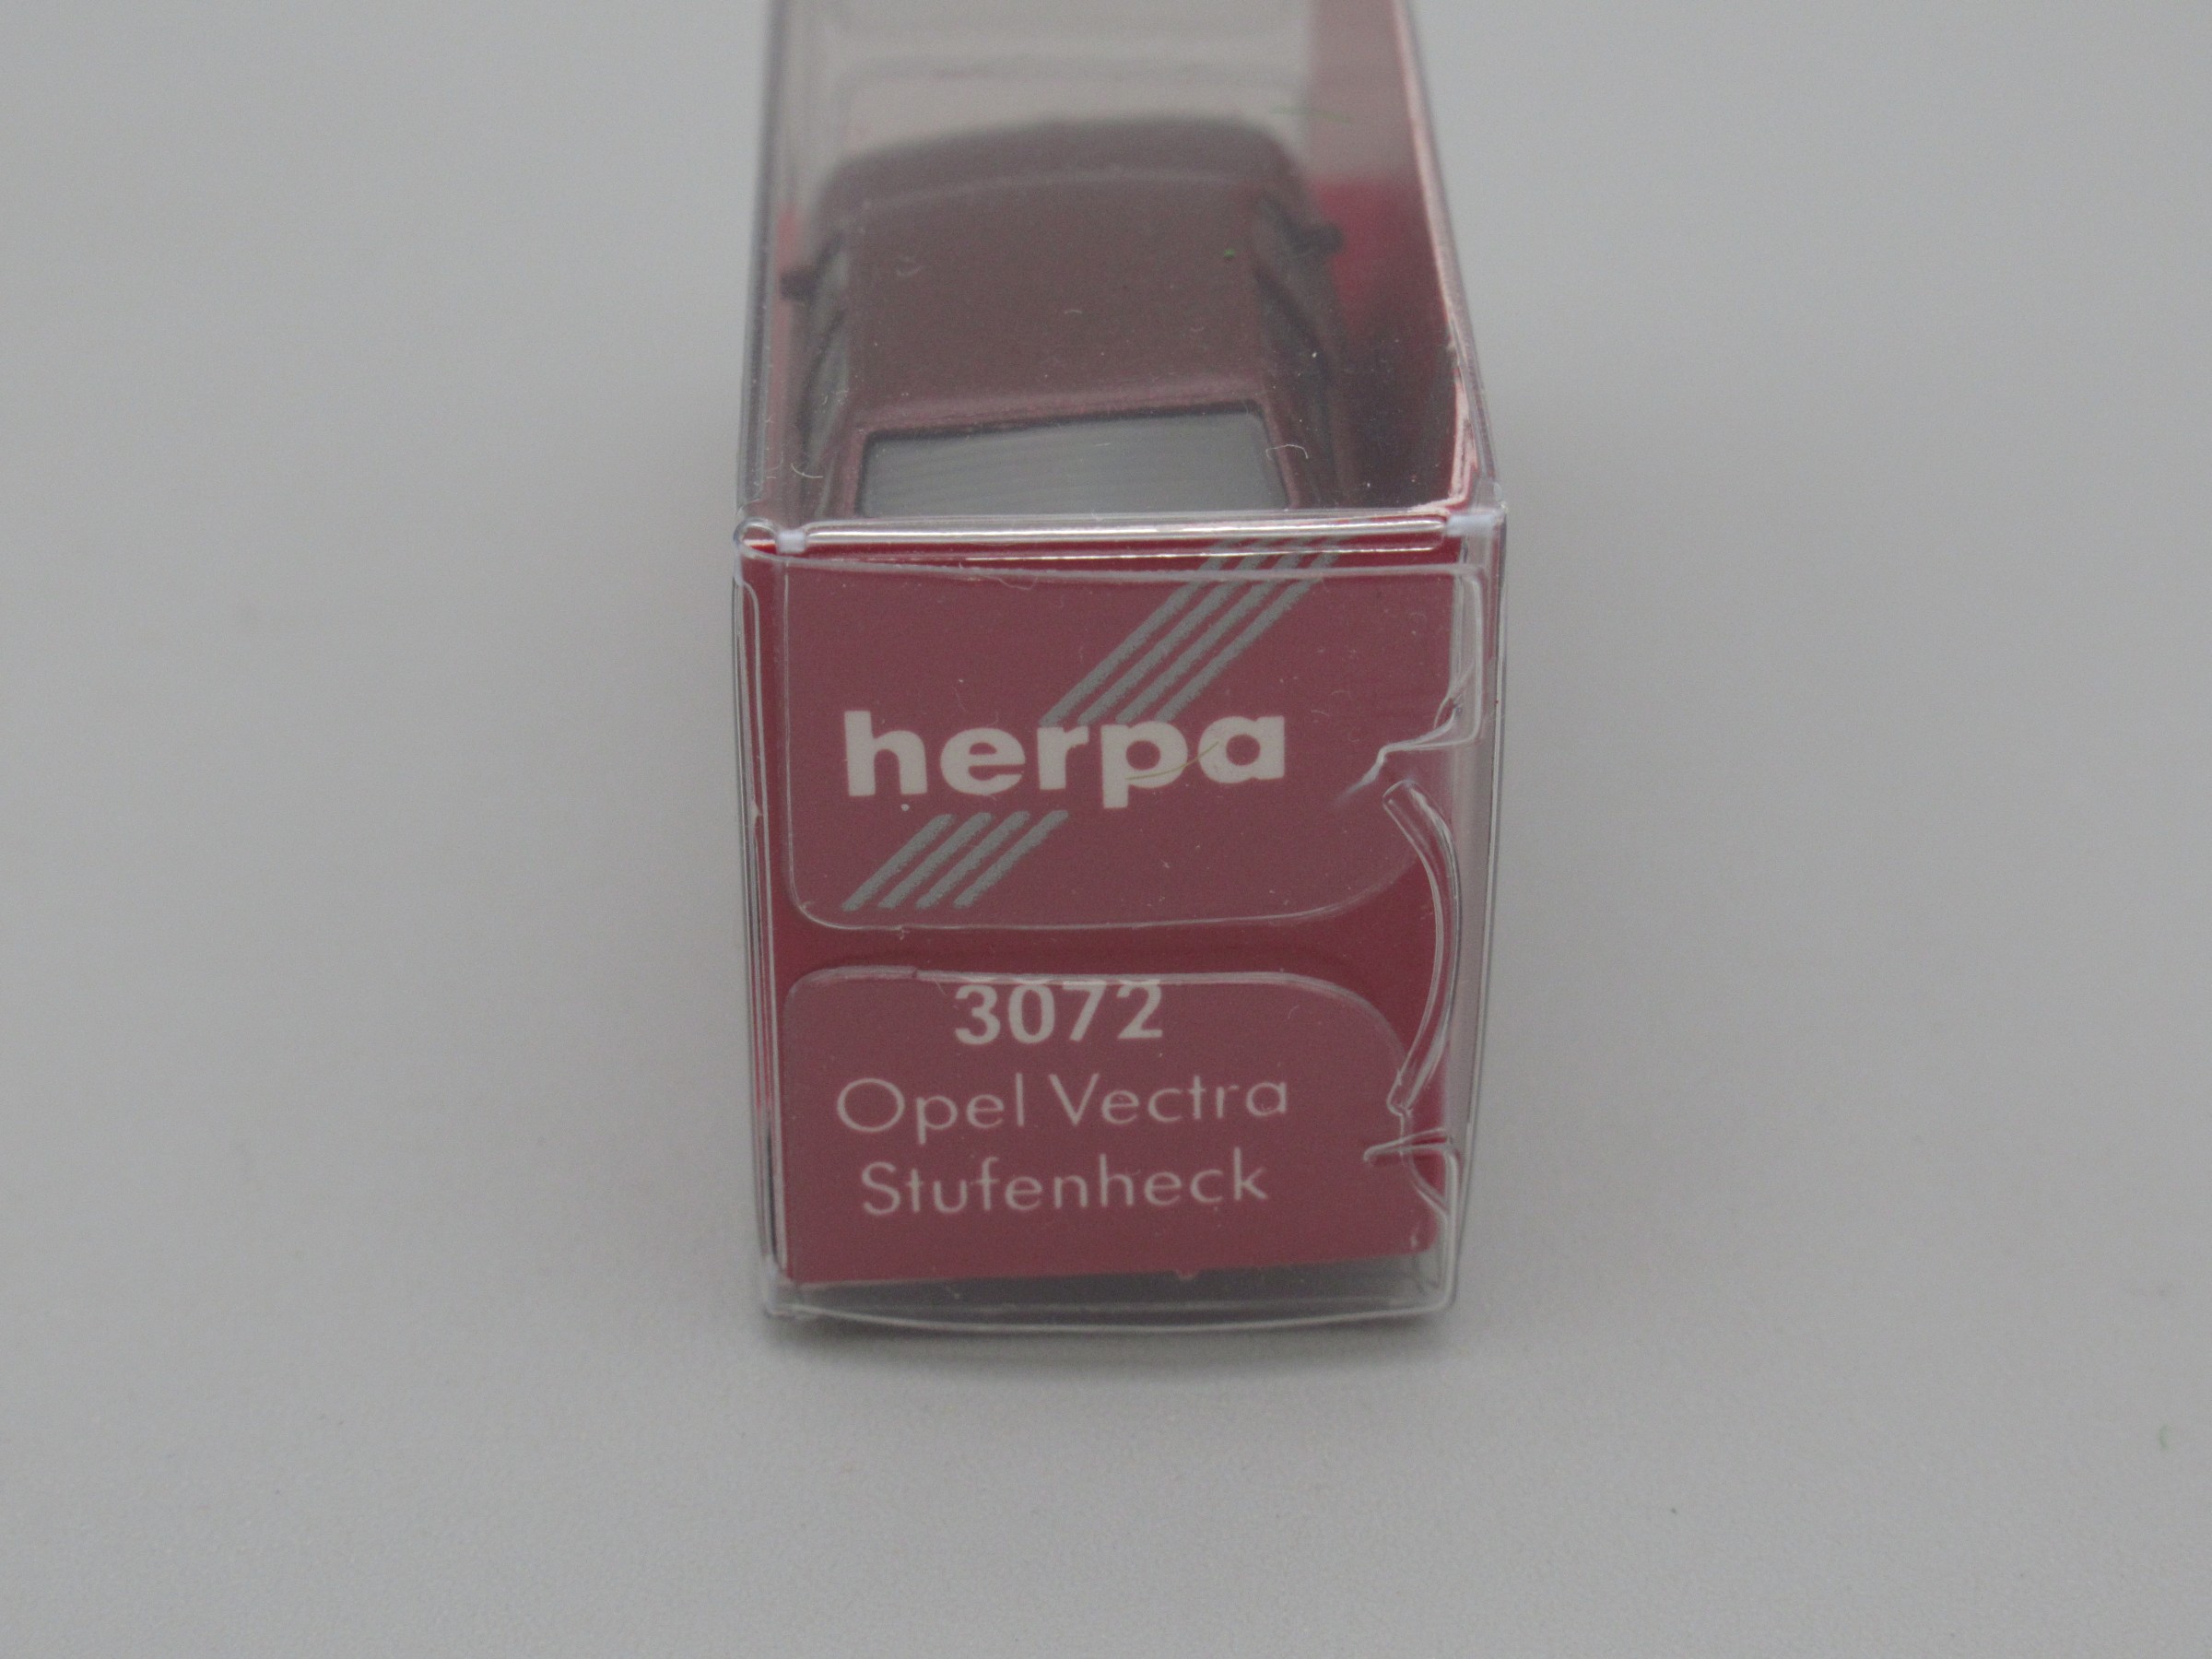 herpa
3072
Opel Vectra
Stufenheck